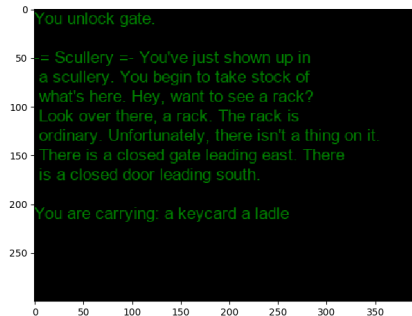 You unlock gate.
-= Scullery =- You've just shown up in
a scullery. You begin to take stock of
what's here. Hey, want to see a rack?
Look over there, a rack. The rack is
ordinary. Unfortunately, there isn't a thing on it.
There is a closed gate leading east. There
is a closed door leading south.
You are carrying: a keycard a ladle
0
50
100
150
200
250
0 50 100 150 200 250 300 350